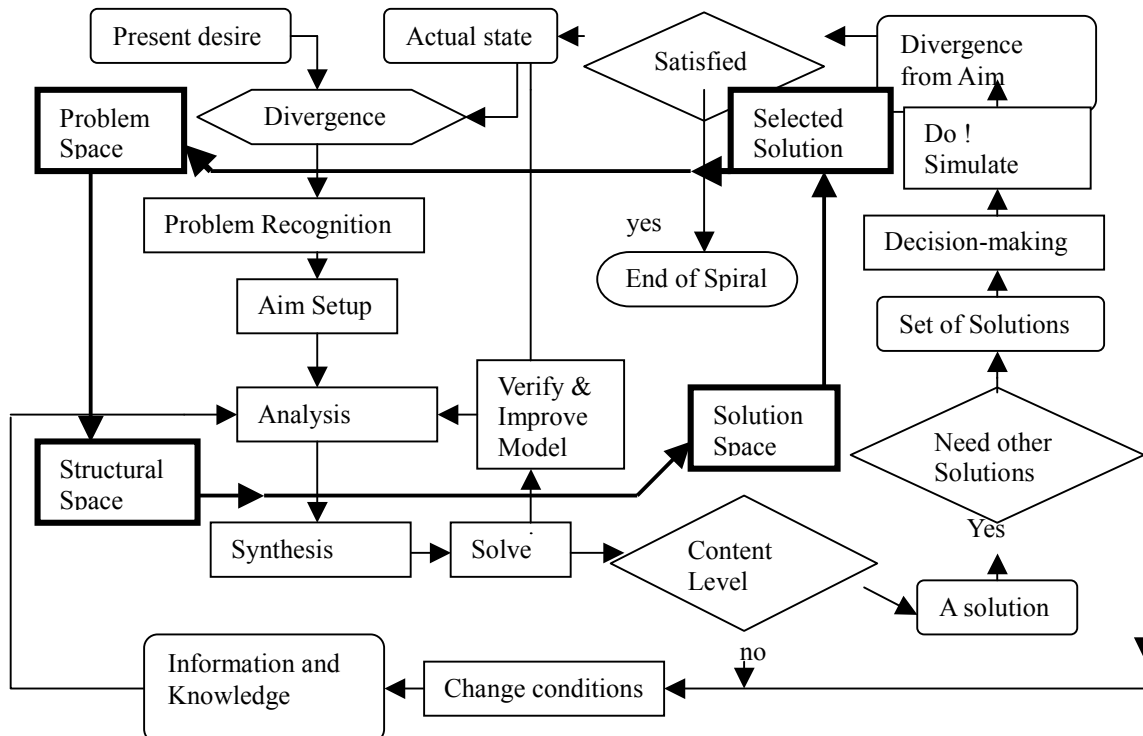 Present desire
Actual state
Satisfied
Divergence
from Aim
Problem
Space
Divergence
Selected
Solution
Do !
Simulate
Problem Recognition
yes
Decision-making
End of Spiral
Aim Setup
Set of Solutions
Verify &
Improve
Model
Analysis
Solution
Space
Need other
Solutions
Structural
Space
Synthesis
Solve
Content
Level
Yes
A solution
no
Information and
Knowledge
Change conditions